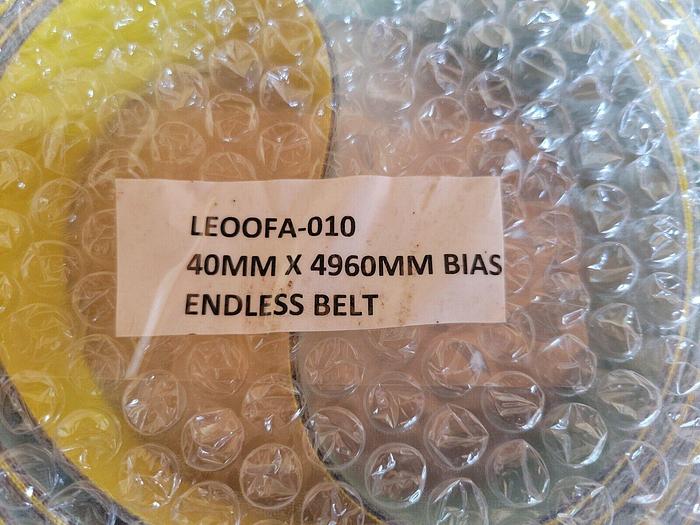 LEOOFA-010
40MM X 4960MM BIAS
ENDLESS BELT